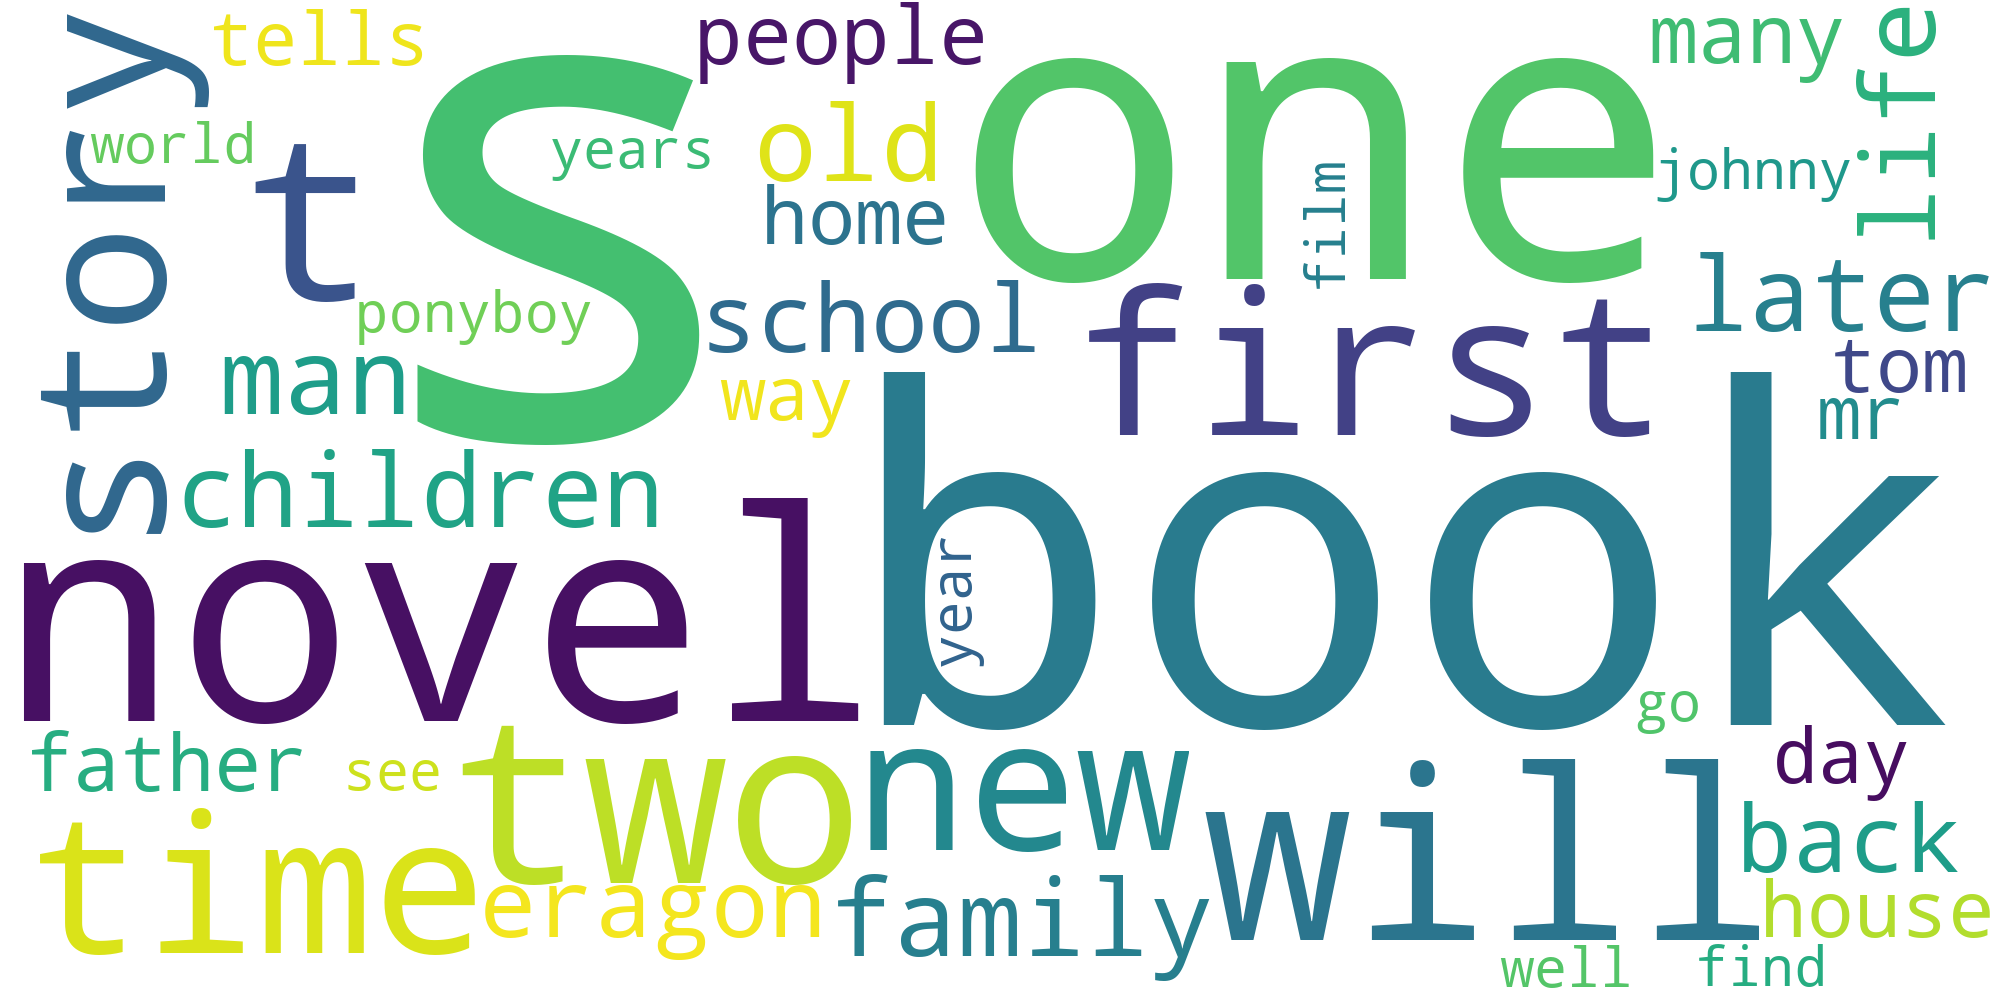 story
tells
world
t
s
years
people
old
home
one
film
many
johnny
life
ponyboy
man
school
way
first
later
tom
mr
children
novel
book
year
go
father
see
two
new
will
day
time
eragon
family
back
house
well
find